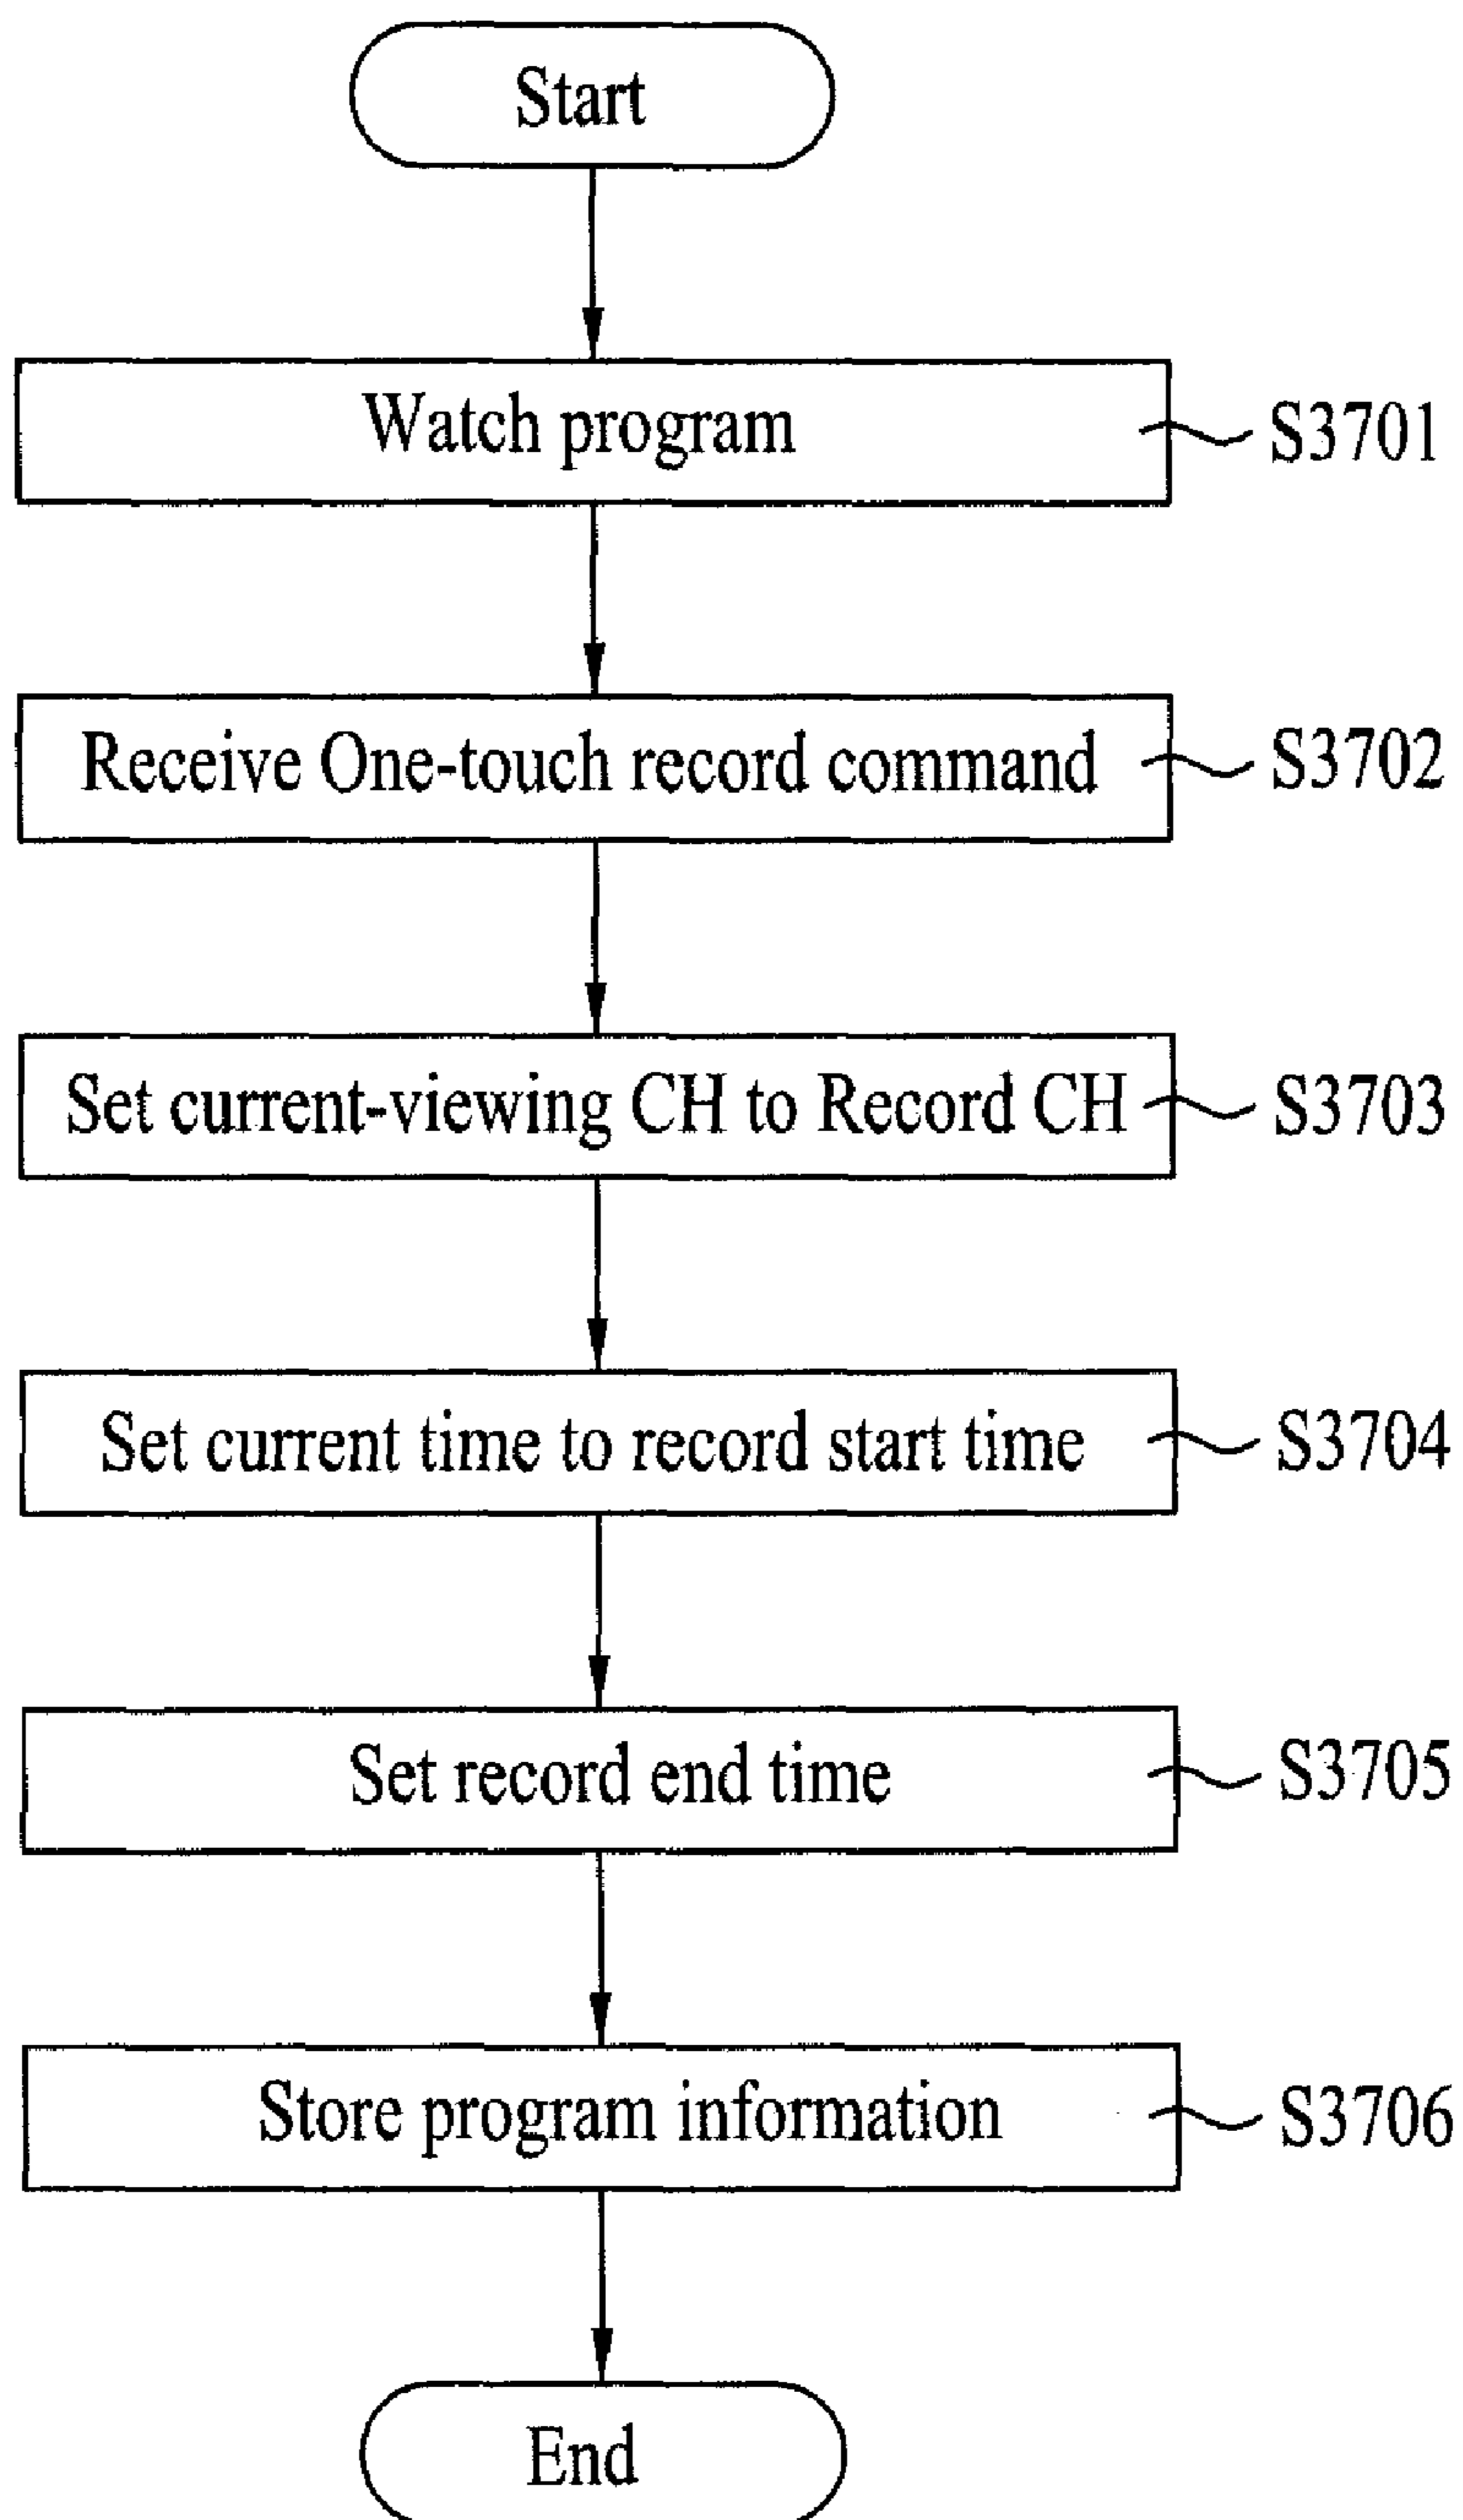 Start
Watch program
S3701
Receive One-touch record command
S3702
Set current-viewing CH to Record CH
S3703
Set current time to record start time
S3704
Set record end time
S3705
Store program information
S3706
End